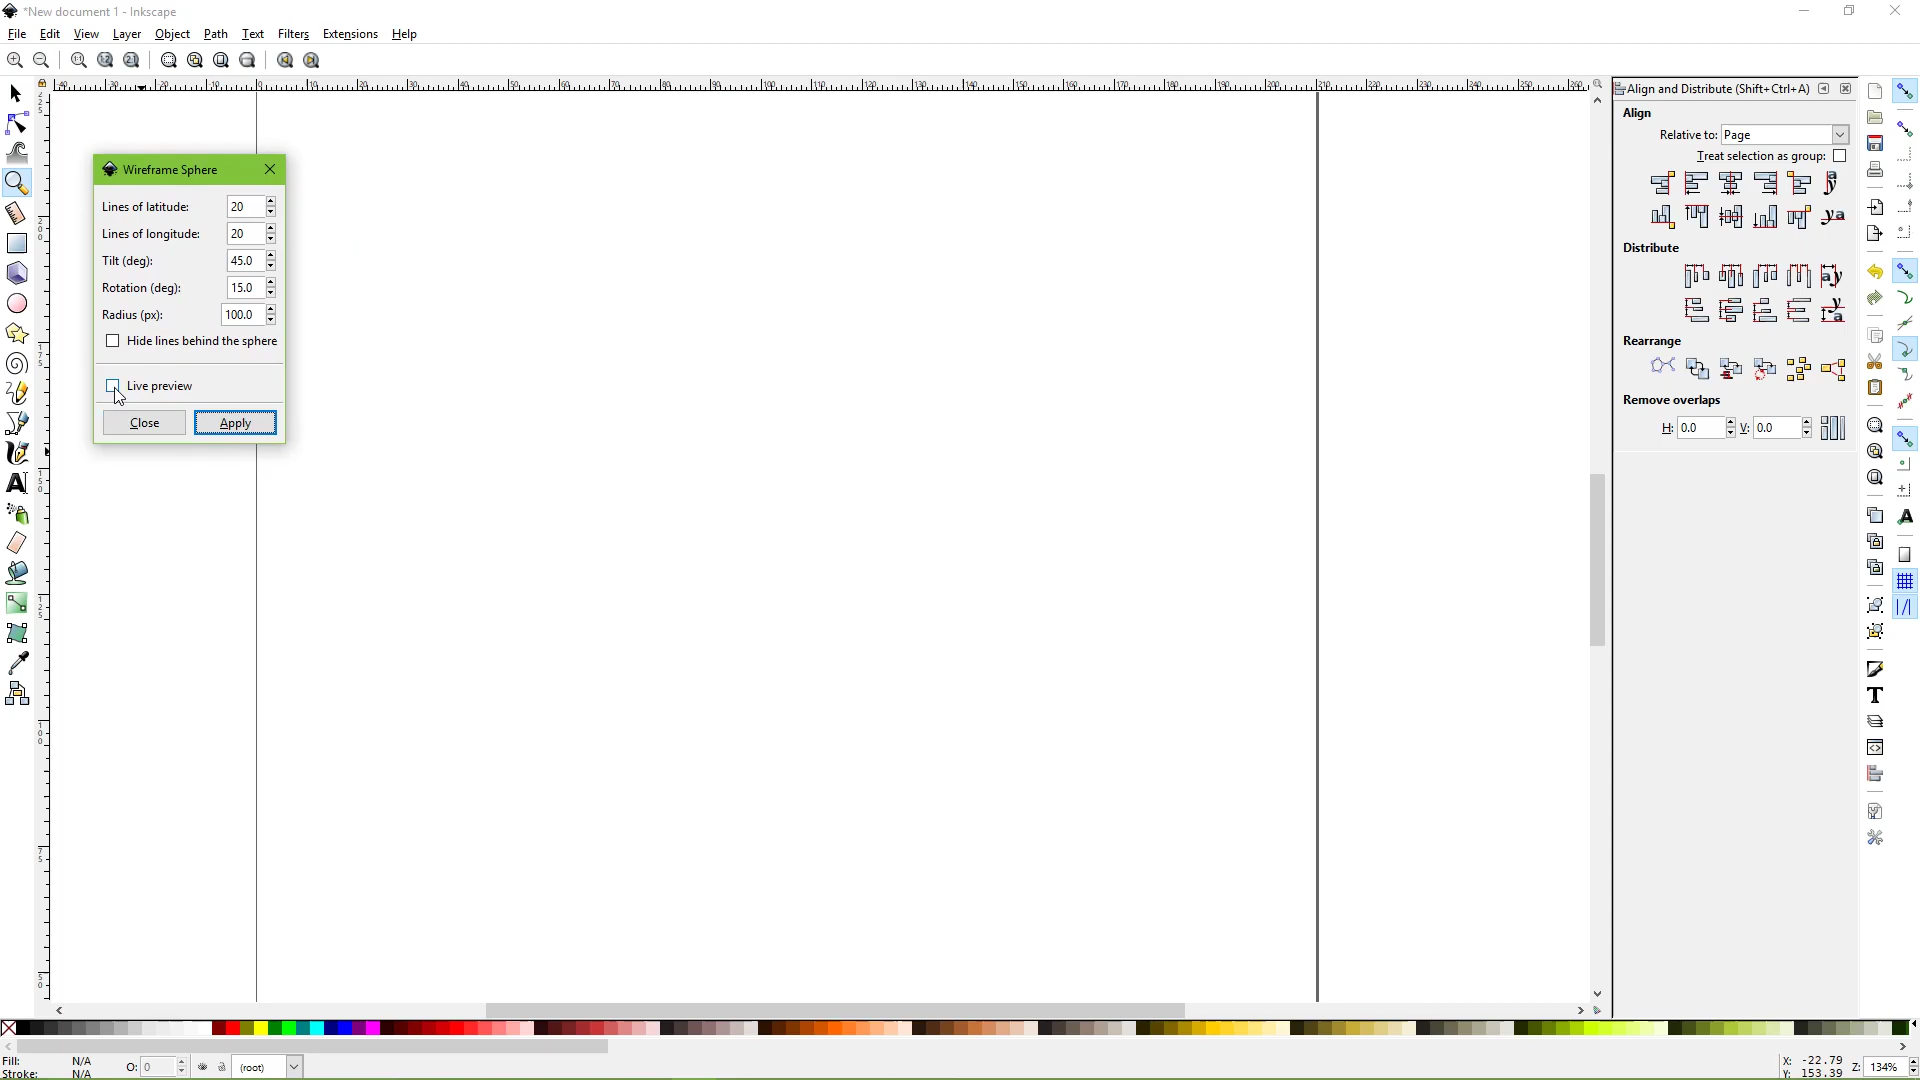 *New document 1 - Inkscape
File Edit View Layer Object Path Text Filters Extensions Help
Align and Distribute (Shift+Ctrl+A)
Align
Relative to: Page
Treat selection as group:
Distribute
Rearrange
Remove overlaps
H: 0.0 V: 0.0
Wireframe Sphere
Lines of latitude: 20
Lines of longitude: 20
Tilt (deg): 45.0
Rotation (deg): 15.0
Radius (px): 100.0
Hide lines behind the sphere
Live preview
Close Apply
Fill: N/A
Stroke: N/A
O: 0
(root)
X: -22.79
Y: 153.39
Z: 134%